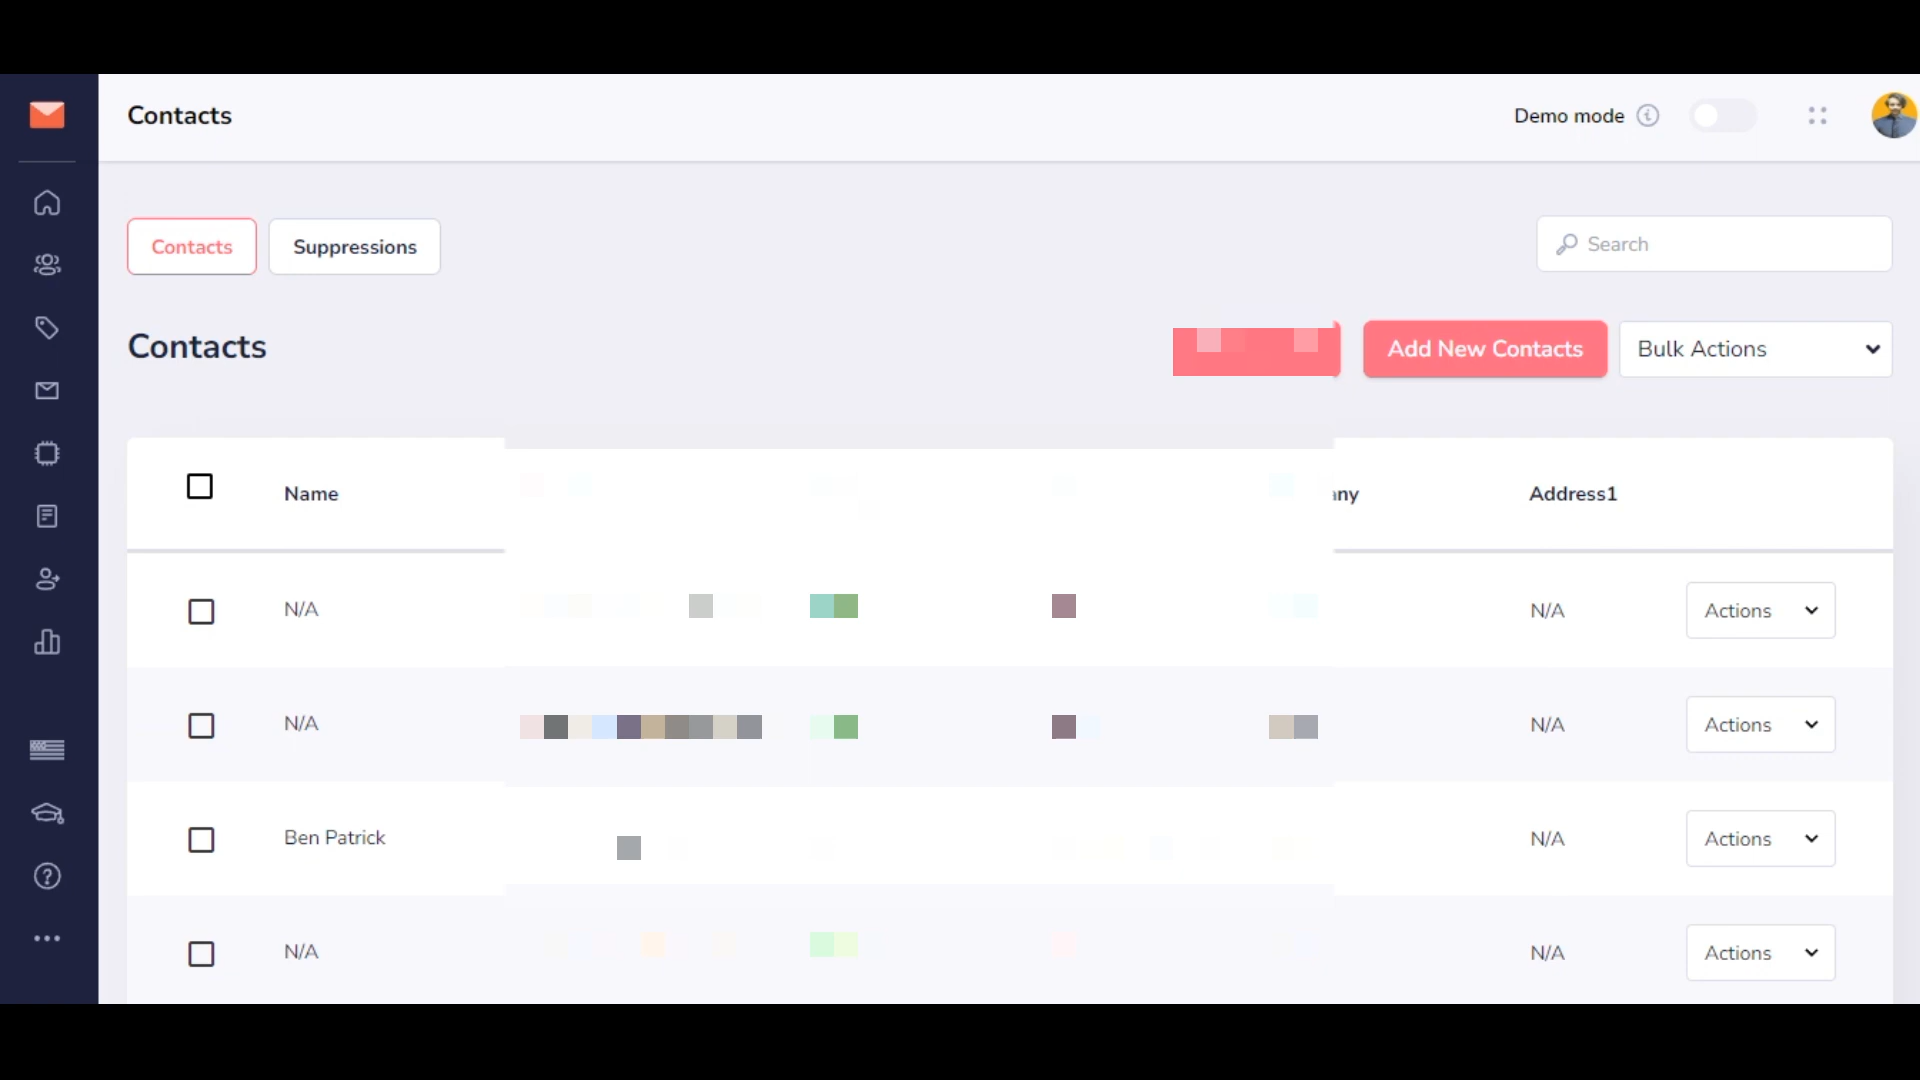 Contacts
Demo mode
Contacts
Suppressions
Search
Contacts
Add New Contacts
Bulk Actions
Name
Address1
N/A
N/A
Actions
N/A
N/A
Actions
Ben Patrick
N/A
Actions
N/A
N/A
Actions